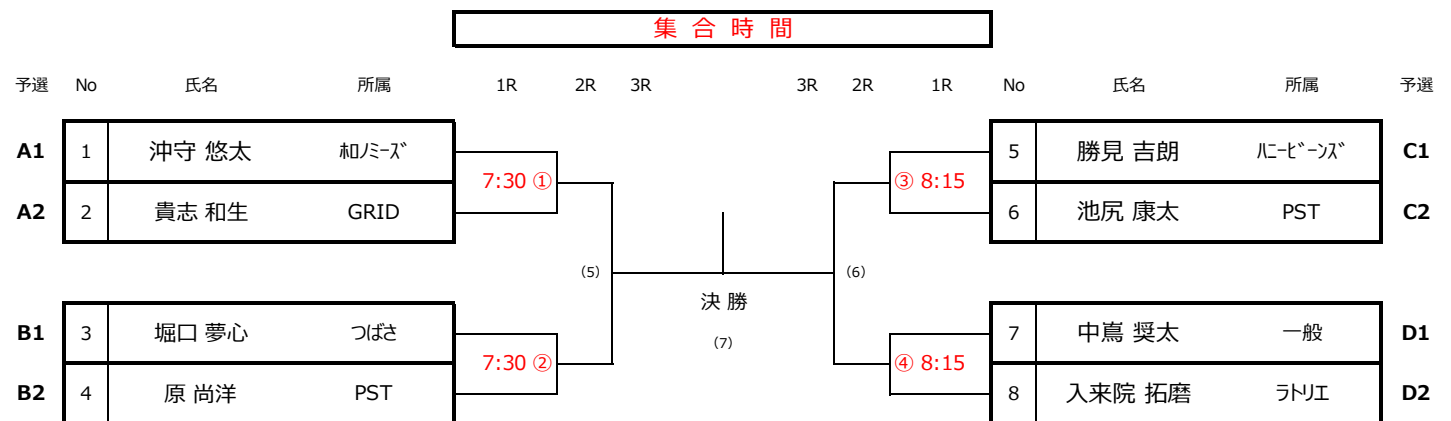 集 合 時 間
予選 No 氏名 所属 1R 2R 3R 3R 2R 1R No 氏名 所属 予選
A1 1 沖守 悠太 ㈱ﾉﾐｰｽﾞ 5 勝見 吉朗 ﾊﾆｰﾋﾞｰﾝｽﾞ C1
7:30 ① ③ 8:15
A2 2 貴志 和生 GRID 6 池尻 康太 PST C2
(5) (6)
決 勝
B1 3 堀口 夢心 つばさ 7 中嶌 奨太 一般 D1
(7)
7:30 ② ④ 8:15
B2 4 原 尚洋 PST 8 入来院 拓磨 ラトリエ D2